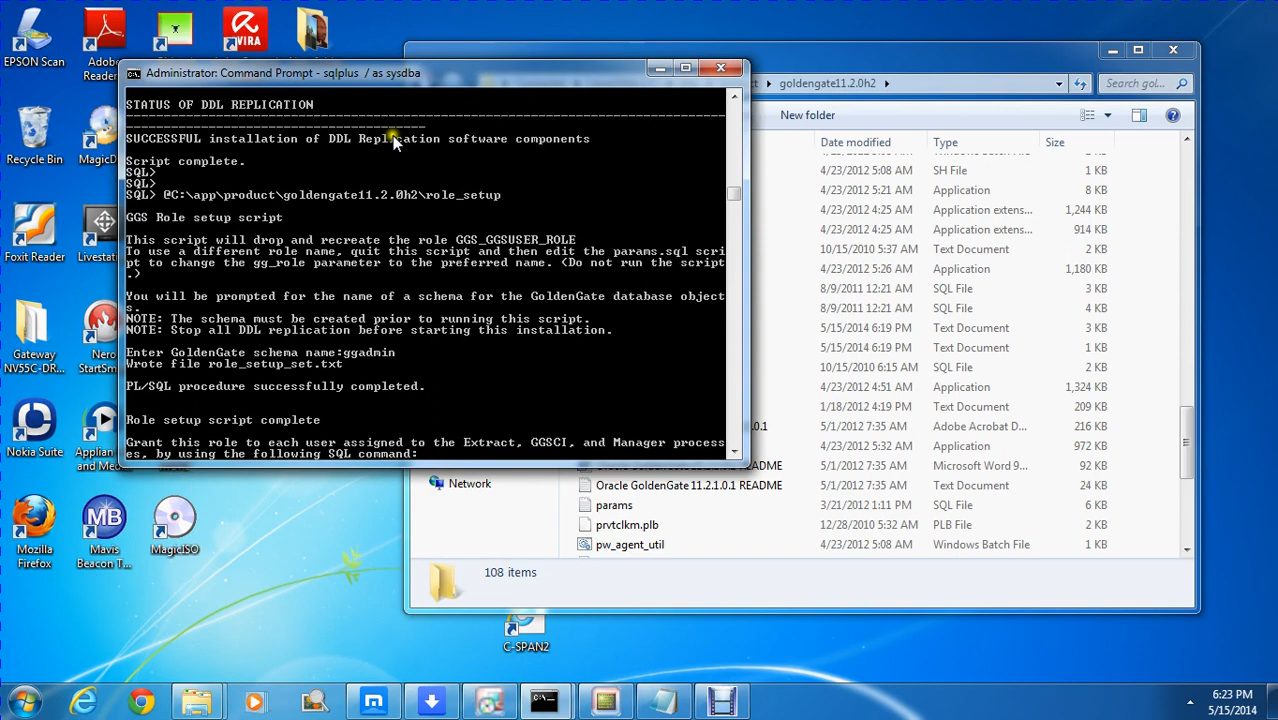 EPSON Scan
Adobe
Reader...
VIRA
Recycle Bin
MagicD...
Foxit Reader
Livestati...
Gateway
NV55C-DR...
Nero
StartSm...
Nokia Suite
Applian
and Med...
Mozilla
Firefox
MB
Mavis
Beacon T...
MagicISO
C-SPAN2
Administrator: Command Prompt - sqlplus / as sysdba
STATUS OF DDL REPLICATION
SUCCESSFUL installation of DDL Replication software components
Script complete.
SQL>
SQL>
SQL> @C:\app\product\goldengate11.2.0h2\role_setup
GGS Role setup script
This script will drop and recreate the role GGS_GGSUSER_ROLE
To use a different role name, quit this script and then edit the params.sql scri
pt to change the gg_role parameter to the preferred name. (Do not run the script
.)
You will be prompted for the name of a schema for the GoldenGate database object
s.
NOTE: The schema must be created prior to running this script.
NOTE: Stop all DDL replication before starting this installation.
Enter GoldenGate schema name:ggadmin
Wrote file role_setup_set.txt
PL/SQL procedure successfully completed.
Role setup script complete
Grant this role to each user assigned to the Extract, GGSCI, and Manager process
es, by using the following SQL command:
goldengate11.2.0h2
Search golden...
New folder
Date modified Type Size
4/23/2012 5:08 AM SH File 1 KB
4/23/2012 5:21 AM Application 8 KB
4/23/2012 4:25 AM Application extens... 1,244 KB
4/23/2012 4:25 AM Application extens... 914 KB
10/15/2010 5:32 AM Text Document 2 KB
4/23/2012 5:26 AM Application 1,180 KB
8/9/2011 12:21 AM SQL File 3 KB
8/9/2011 12:21 AM SQL File 4 KB
5/15/2014 6:19 PM Text Document 1 KB
5/15/2014 6:19 PM Text Document 1 KB
10/15/2010 6:15 AM SQL File 2 KB
4/23/2012 4:51 AM Application 1,324 KB
1/18/2012 4:19 PM Text Document 209 KB
.0.1 5/1/2012 7:35 AM Adobe Acrobat D... 216 KB
4/23/2012 5:08 AM Application 972 KB
Oracle GoldenGate 11.2.1.0.1 README 5/1/2012 7:35 AM Microsoft Word 9... 91 KB
Oracle GoldenGate 11.2.1.0.1 README 5/1/2012 7:35 AM Text Document 24 KB
params 3/21/2012 1:11 PM SQL File 6 KB
prvtclkm.plb 12/28/2010 5:32 AM PLB File 2 KB
pw_agent_util 4/23/2012 5:08 AM Windows Batch File 1 KB
Network
108 items
6:23 PM
5/15/2014